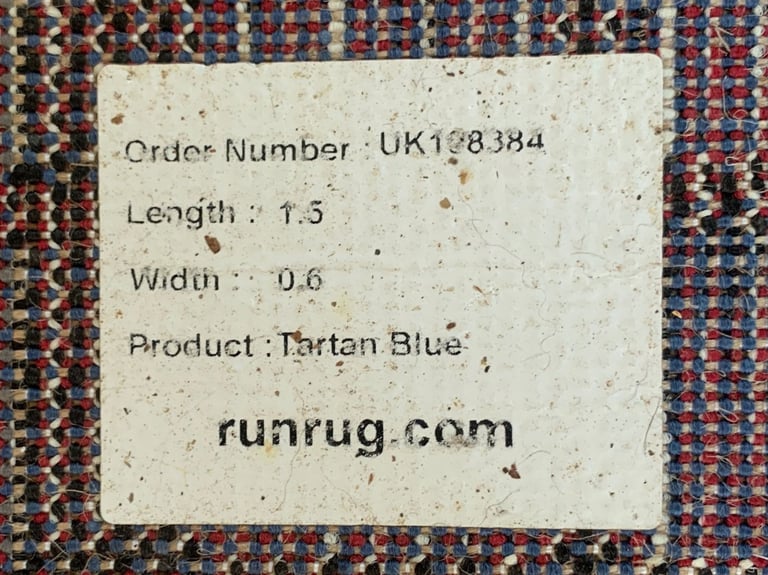 Order Number : UK198384
Length : 1.5
Width : 0.6
Product : Tartan Blue
runrug.com